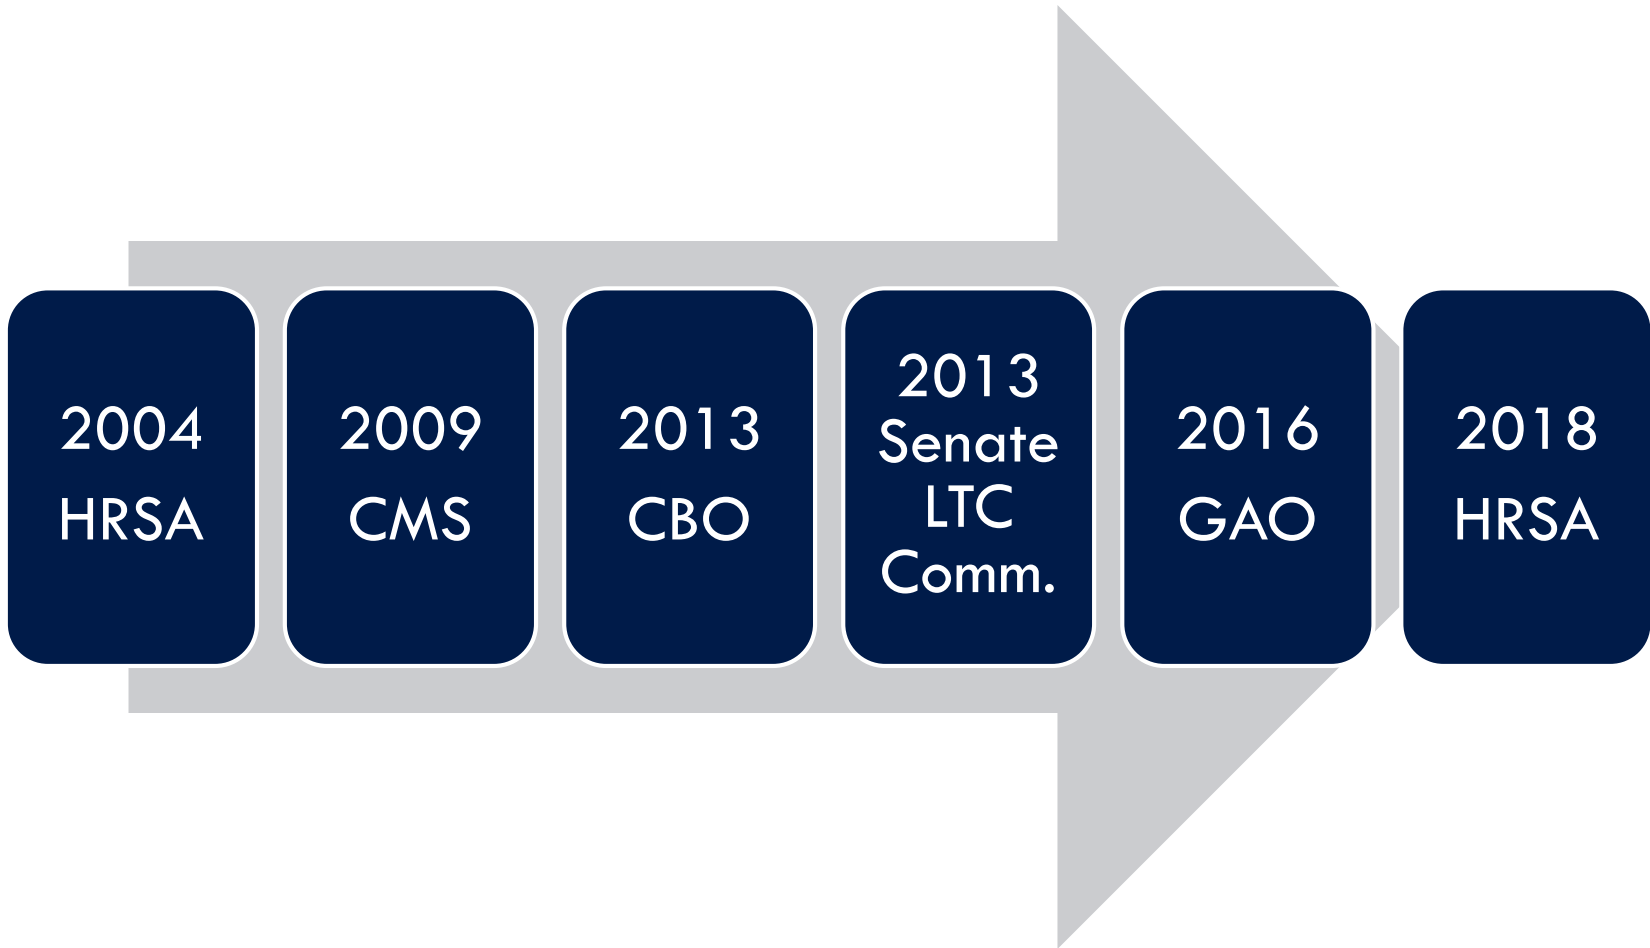 2004
HRSA
2009
CMS
2013
CBO
2013
Senate
LTC
Comm.
2016
GAO
2018
HRSA